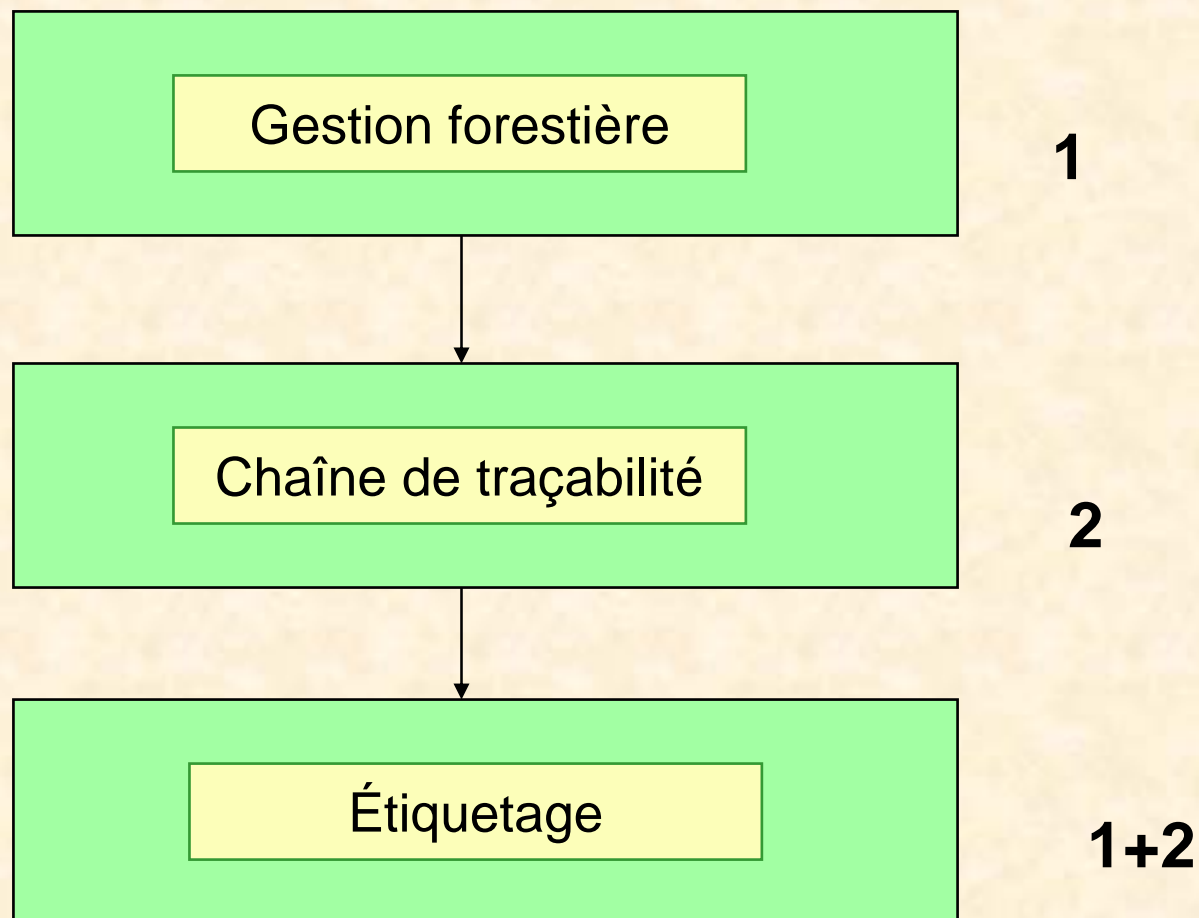 Gestion forestière
1
Chaîne de traçabilité
2
Étiquetage
1+2